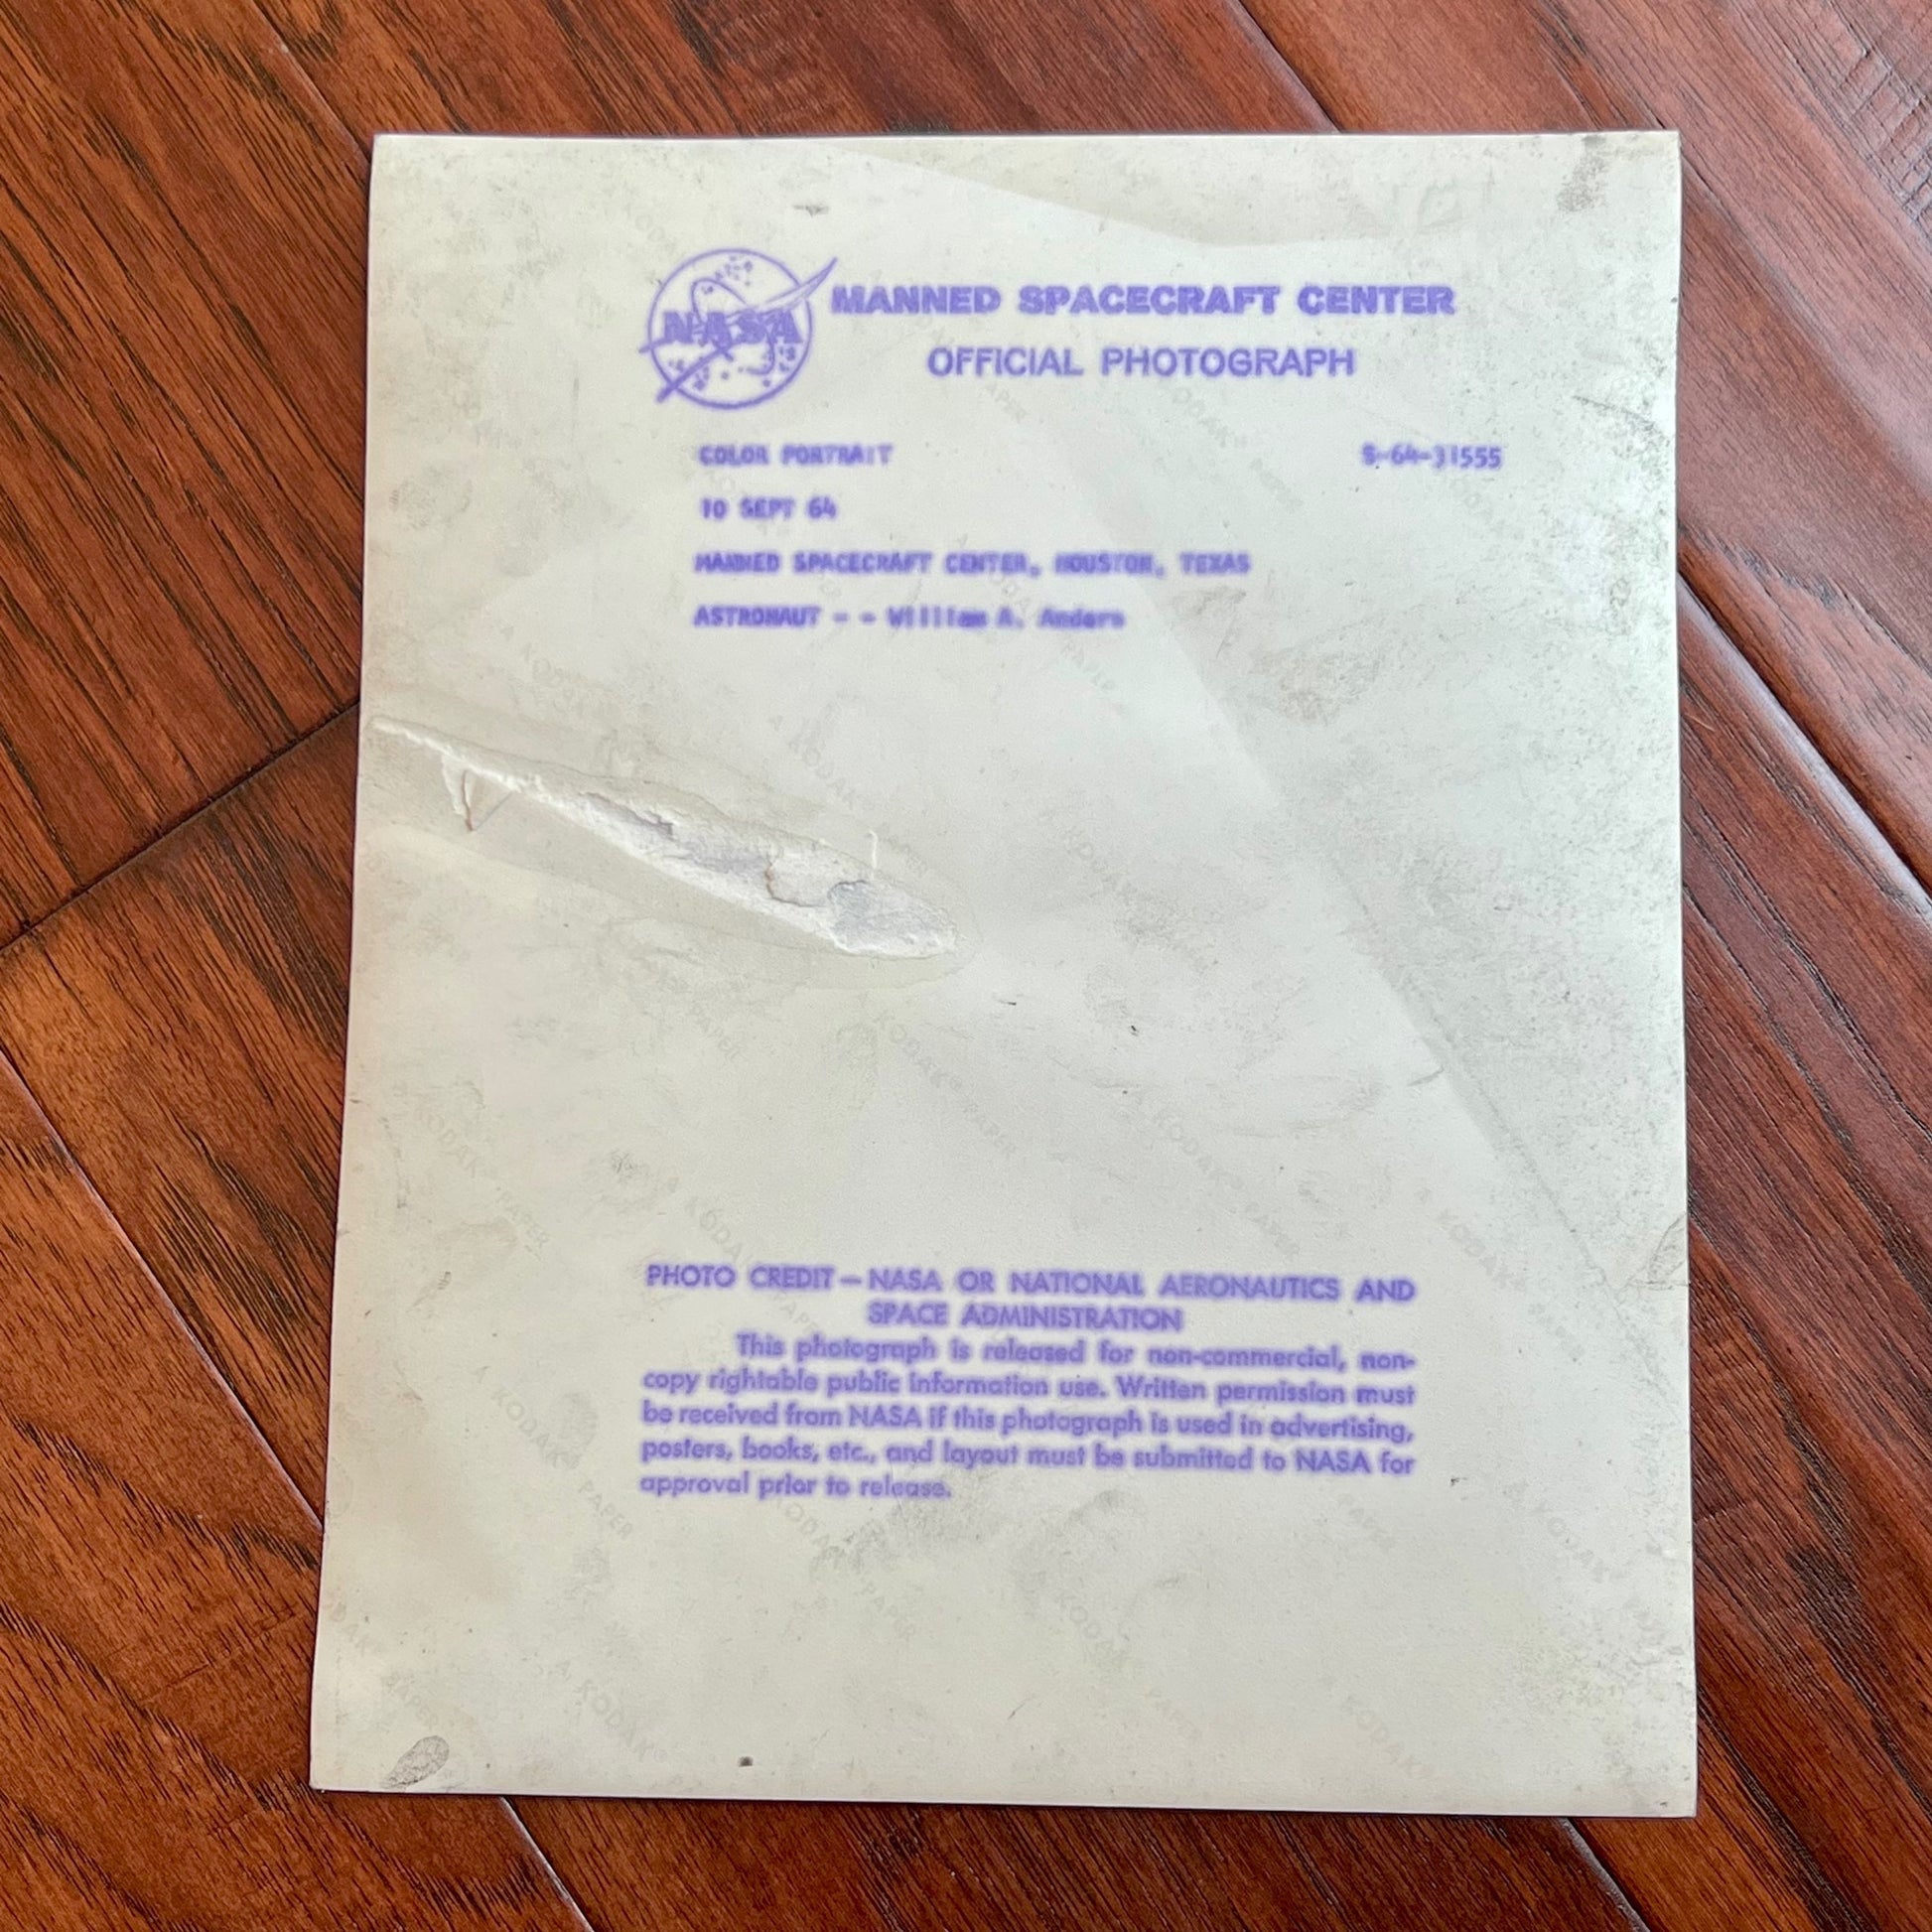 NASA
MANNED SPACECRAFT CENTER
OFFICIAL PHOTOGRAPH
COLOR PORTRAIT S-64-31555
10 SEPT 64
MANNED SPACECRAFT CENTER, HOUSTON, TEXAS
ASTRONAUT - - William A. Anders
PHOTO CREDIT—NASA OR NATIONAL AERONAUTICS AND
SPACE ADMINISTRATION
This photograph is released for non-commercial, non-
copy rightable public information use. Written permission must
be received from NASA if this photograph is used in advertising,
posters, books, etc., and layout must be submitted to NASA for
approval prior to release.
A KODAK® PAPER